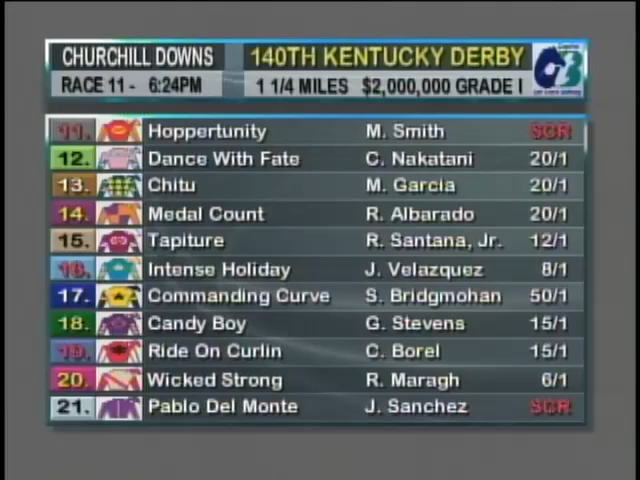 CHURCHILL DOWNS
140TH KENTUCKY DERBY
RACE 11 - 6:24PM
1 1/4 MILES $2,000,000 GRADE I
11. Hoppertunity M. Smith SCR
12. Dance With Fate C. Nakatani 20/1
13. Chitu M. Garcia 20/1
14. Medal Count R. Albarado 20/1
15. Tapiture R. Santana, Jr. 12/1
16. Intense Holiday J. Velazquez 8/1
17. Commanding Curve S. Bridgmohan 50/1
18. Candy Boy G. Stevens 15/1
19. Ride On Curlin C. Borel 15/1
20. Wicked Strong R. Maragh 6/1
21. Pablo Del Monte J. Sanchez SCR